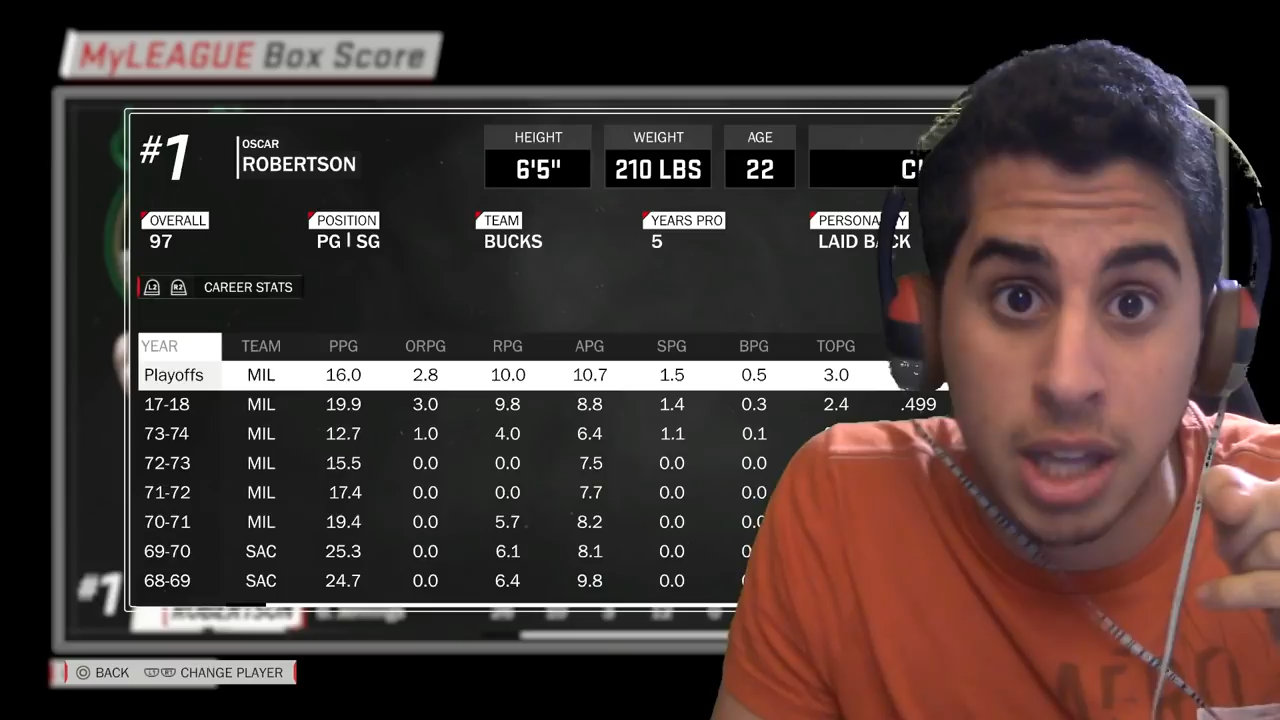 MyLEAGUE Box Score
#1 OSCAR ROBERTSON
HEIGHT WEIGHT AGE
6'5" 210 LBS 22
OVERALL POSITION TEAM YEARS PRO
97 PG | SG BUCKS 5 LAID BACK
L2 R2 CAREER STATS
YEAR TEAM PPG ORPG RPG APG SPG BPG TOPG
Playoffs MIL 16.0 2.8 10.0 10.7 1.5 0.5 3.0
17-18 MIL 19.9 3.0 9.8 8.8 1.4 0.3 2.4 .499
73-74 MIL 12.7 1.0 4.0 6.4 1.1 0.1
72-73 MIL 15.5 0.0 0.0 7.5 0.0 0.0
71-72 MIL 17.4 0.0 0.0 7.7 0.0 0.0
70-71 MIL 19.4 0.0 5.7 8.2 0.0
69-70 SAC 25.3 0.0 6.1 8.1 0.0
68-69 SAC 24.7 0.0 6.4 9.8 0.0
#1 ROBERTSON
BACK CHANGE PLAYER
AERO